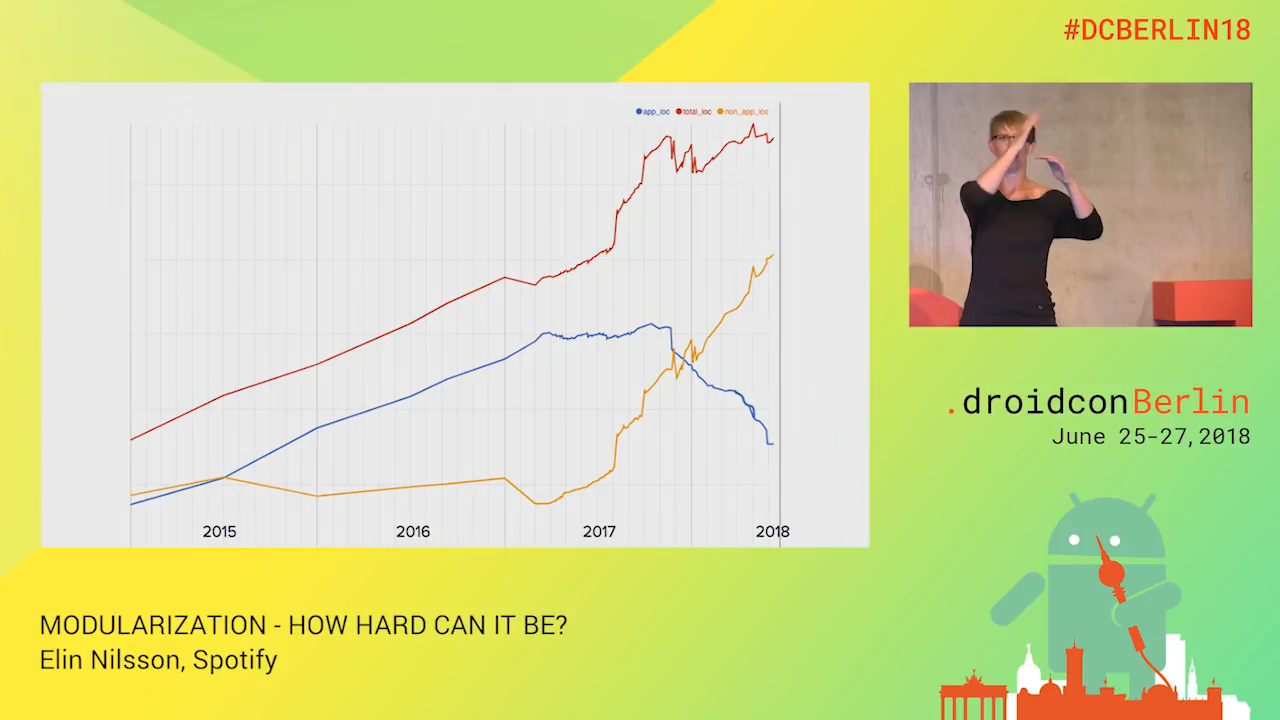 #DCBERLIN18
app_loc total_loc non_app_loc
2015 2016 2017 2018
.droidconBerlin
June 25-27,2018
MODULARIZATION - HOW HARD CAN IT BE?
Elin Nilsson, Spotify